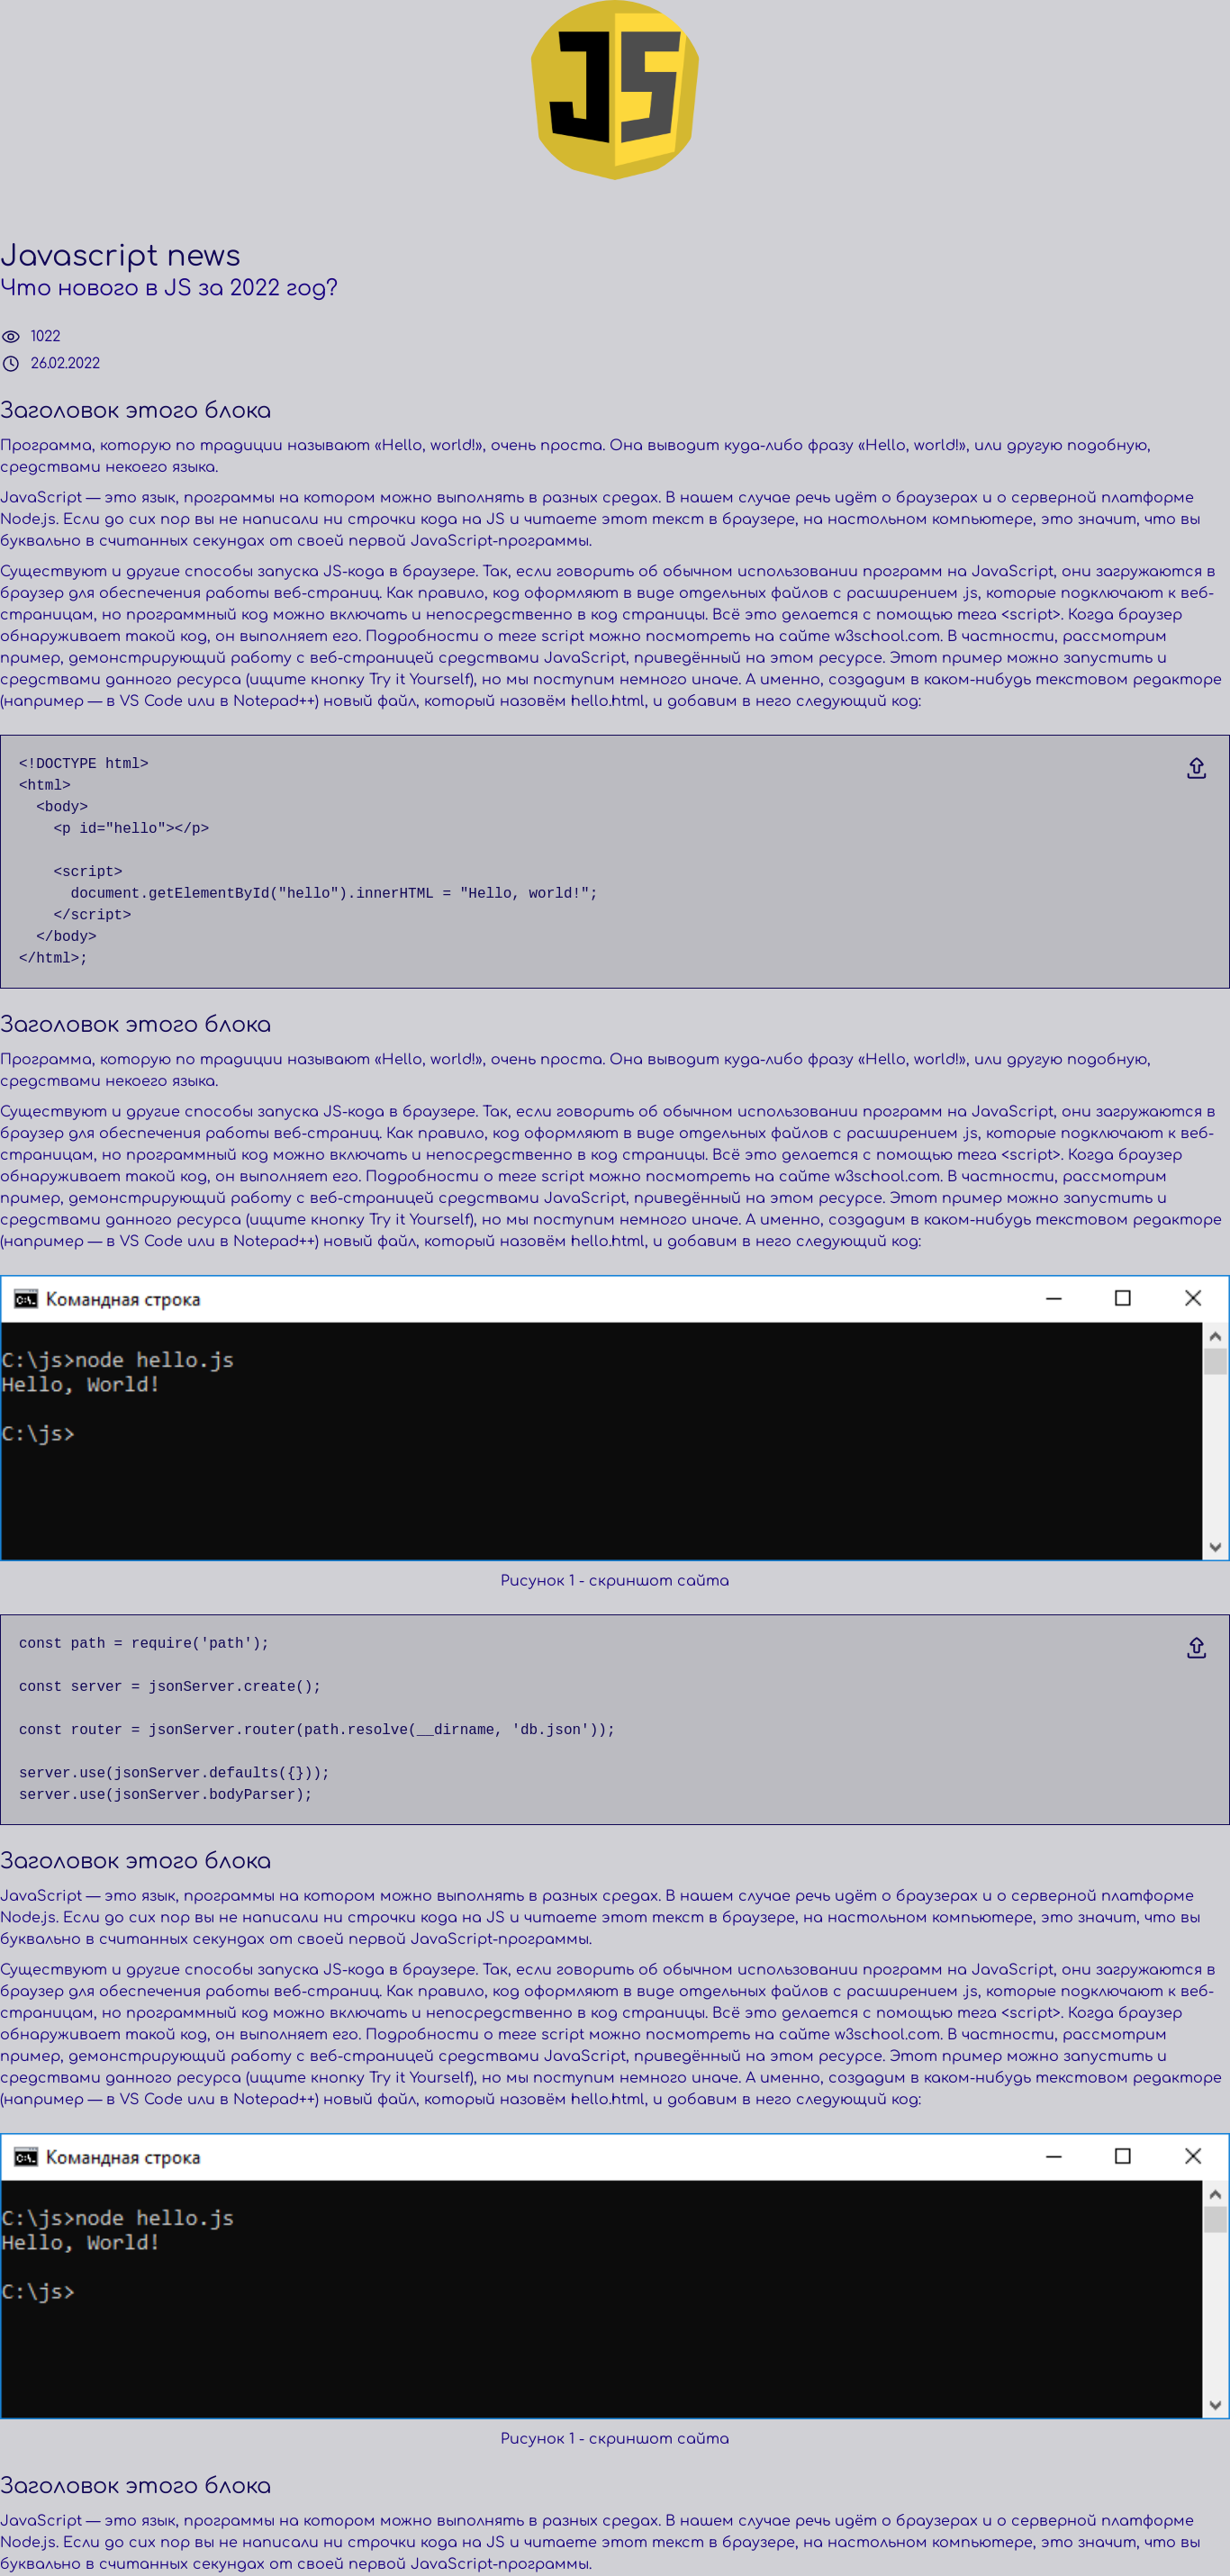 JS
Javascript news
Что нового в JS за 2022 год?
1022
26.02.2022
Заголовок этого блока
Программа, которую по традиции называют «Hello, world!», очень проста. Она выводит куда-либо фразу «Hello, world!», или другую подобную,
средствами некоего языка.
JavaScript — это язык, программы на котором можно выполнять в разных средах. В нашем случае речь идёт о браузерах и о серверной платформе
Node.js. Если до сих пор вы не написали ни строчки кода на JS и читаете этот текст в браузере, на настольном компьютере, это значит, что вы
буквально в считанных секундах от своей первой JavaScript-программы.
Существуют и другие способы запуска JS-кода в браузере. Так, если говорить об обычном использовании программ на JavaScript, они загружаются в
браузер для обеспечения работы веб-страниц. Как правило, код оформляют в виде отдельных файлов с расширением .js, которые подключают к веб-
страницам, но программный код можно включать и непосредственно в код страницы. Всё это делается с помощью тега <script>. Когда браузер
обнаруживает такой код, он выполняет его. Подробности о теге script можно посмотреть на сайте w3school.com. В частности, рассмотрим
пример, демонстрирующий работу с веб-страницей средствами JavaScript, приведённый на этом ресурсе. Этот пример можно запустить и
средствами данного ресурса (ищите кнопку Try it Yourself), но мы поступим немного иначе. А именно, создадим в каком-нибудь текстовом редакторе
(например — в VS Code или в Notepad++) новый файл, который назовём hello.html, и добавим в него следующий код:
<!DOCTYPE html>
<html>
  <body>
    <p id="hello"></p>

    <script>
      document.getElementById("hello").innerHTML = "Hello, world!";
    </script>
  </body>
</html>;
Заголовок этого блока
Программа, которую по традиции называют «Hello, world!», очень проста. Она выводит куда-либо фразу «Hello, world!», или другую подобную,
средствами некоего языка.
Существуют и другие способы запуска JS-кода в браузере. Так, если говорить об обычном использовании программ на JavaScript, они загружаются в
браузер для обеспечения работы веб-страниц. Как правило, код оформляют в виде отдельных файлов с расширением .js, которые подключают к веб-
страницам, но программный код можно включать и непосредственно в код страницы. Всё это делается с помощью тега <script>. Когда браузер
обнаруживает такой код, он выполняет его. Подробности о теге script можно посмотреть на сайте w3school.com. В частности, рассмотрим
пример, демонстрирующий работу с веб-страницей средствами JavaScript, приведённый на этом ресурсе. Этот пример можно запустить и
средствами данного ресурса (ищите кнопку Try it Yourself), но мы поступим немного иначе. А именно, создадим в каком-нибудь текстовом редакторе
(например — в VS Code или в Notepad++) новый файл, который назовём hello.html, и добавим в него следующий код:
Командная строка
C:\js>node hello.js
Hello, World!
C:\js>
Рисунок 1 - скриншот сайта
const path = require('path');

const server = jsonServer.create();

const router = jsonServer.router(path.resolve(__dirname, 'db.json'));

server.use(jsonServer.defaults({}));
server.use(jsonServer.bodyParser);
Заголовок этого блока
JavaScript — это язык, программы на котором можно выполнять в разных средах. В нашем случае речь идёт о браузерах и о серверной платформе
Node.js. Если до сих пор вы не написали ни строчки кода на JS и читаете этот текст в браузере, на настольном компьютере, это значит, что вы
буквально в считанных секундах от своей первой JavaScript-программы.
Существуют и другие способы запуска JS-кода в браузере. Так, если говорить об обычном использовании программ на JavaScript, они загружаются в
браузер для обеспечения работы веб-страниц. Как правило, код оформляют в виде отдельных файлов с расширением .js, которые подключают к веб-
страницам, но программный код можно включать и непосредственно в код страницы. Всё это делается с помощью тега <script>. Когда браузер
обнаруживает такой код, он выполняет его. Подробности о теге script можно посмотреть на сайте w3school.com. В частности, рассмотрим
пример, демонстрирующий работу с веб-страницей средствами JavaScript, приведённый на этом ресурсе. Этот пример можно запустить и
средствами данного ресурса (ищите кнопку Try it Yourself), но мы поступим немного иначе. А именно, создадим в каком-нибудь текстовом редакторе
(например — в VS Code или в Notepad++) новый файл, который назовём hello.html, и добавим в него следующий код:
Командная строка
C:\js>node hello.js
Hello, World!
C:\js>
Рисунок 1 - скриншот сайта
Заголовок этого блока
JavaScript — это язык, программы на котором можно выполнять в разных средах. В нашем случае речь идёт о браузерах и о серверной платформе
Node.js. Если до сих пор вы не написали ни строчки кода на JS и читаете этот текст в браузере, на настольном компьютере, это значит, что вы
буквально в считанных секундах от своей первой JavaScript-программы.